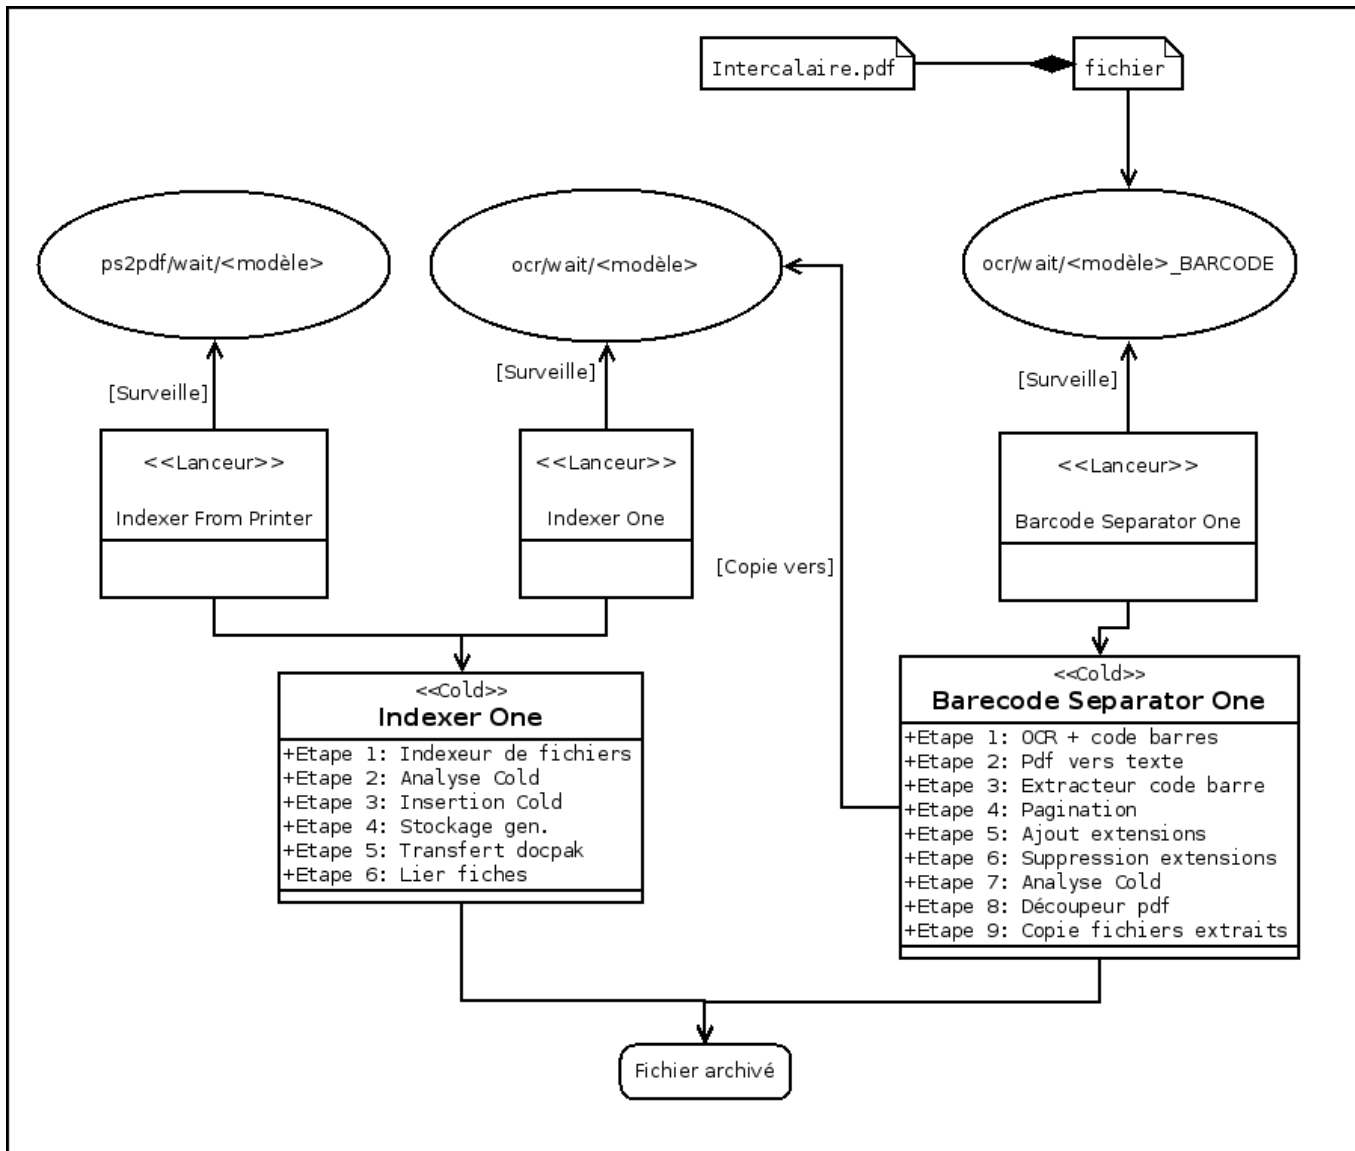 Intercalaire.pdf
fichier
ps2pdf/wait/<modèle>
ocr/wait/<modèle>
ocr/wait/<modèle>_BARCODE
[Surveille]
[Surveille]
[Surveille]
<<Lanceur>>
Indexer From Printer
<<Lanceur>>
Indexer One
<<Lanceur>>
Barcode Separator One
[Copie vers]
<<Cold>>
Indexer One
+Etape 1: Indexeur de fichiers
+Etape 2: Analyse Cold
+Etape 3: Insertion Cold
+Etape 4: Stockage gen.
+Etape 5: Transfert docpak
+Etape 6: Lier fiches
<<Cold>>
Barecode Separator One
+Etape 1: OCR + code barres
+Etape 2: Pdf vers texte
+Etape 3: Extracteur code barre
+Etape 4: Pagination
+Etape 5: Ajout extensions
+Etape 6: Suppression extensions
+Etape 7: Analyse Cold
+Etape 8: Découpeur pdf
+Etape 9: Copie fichiers extraits
Fichier archivé